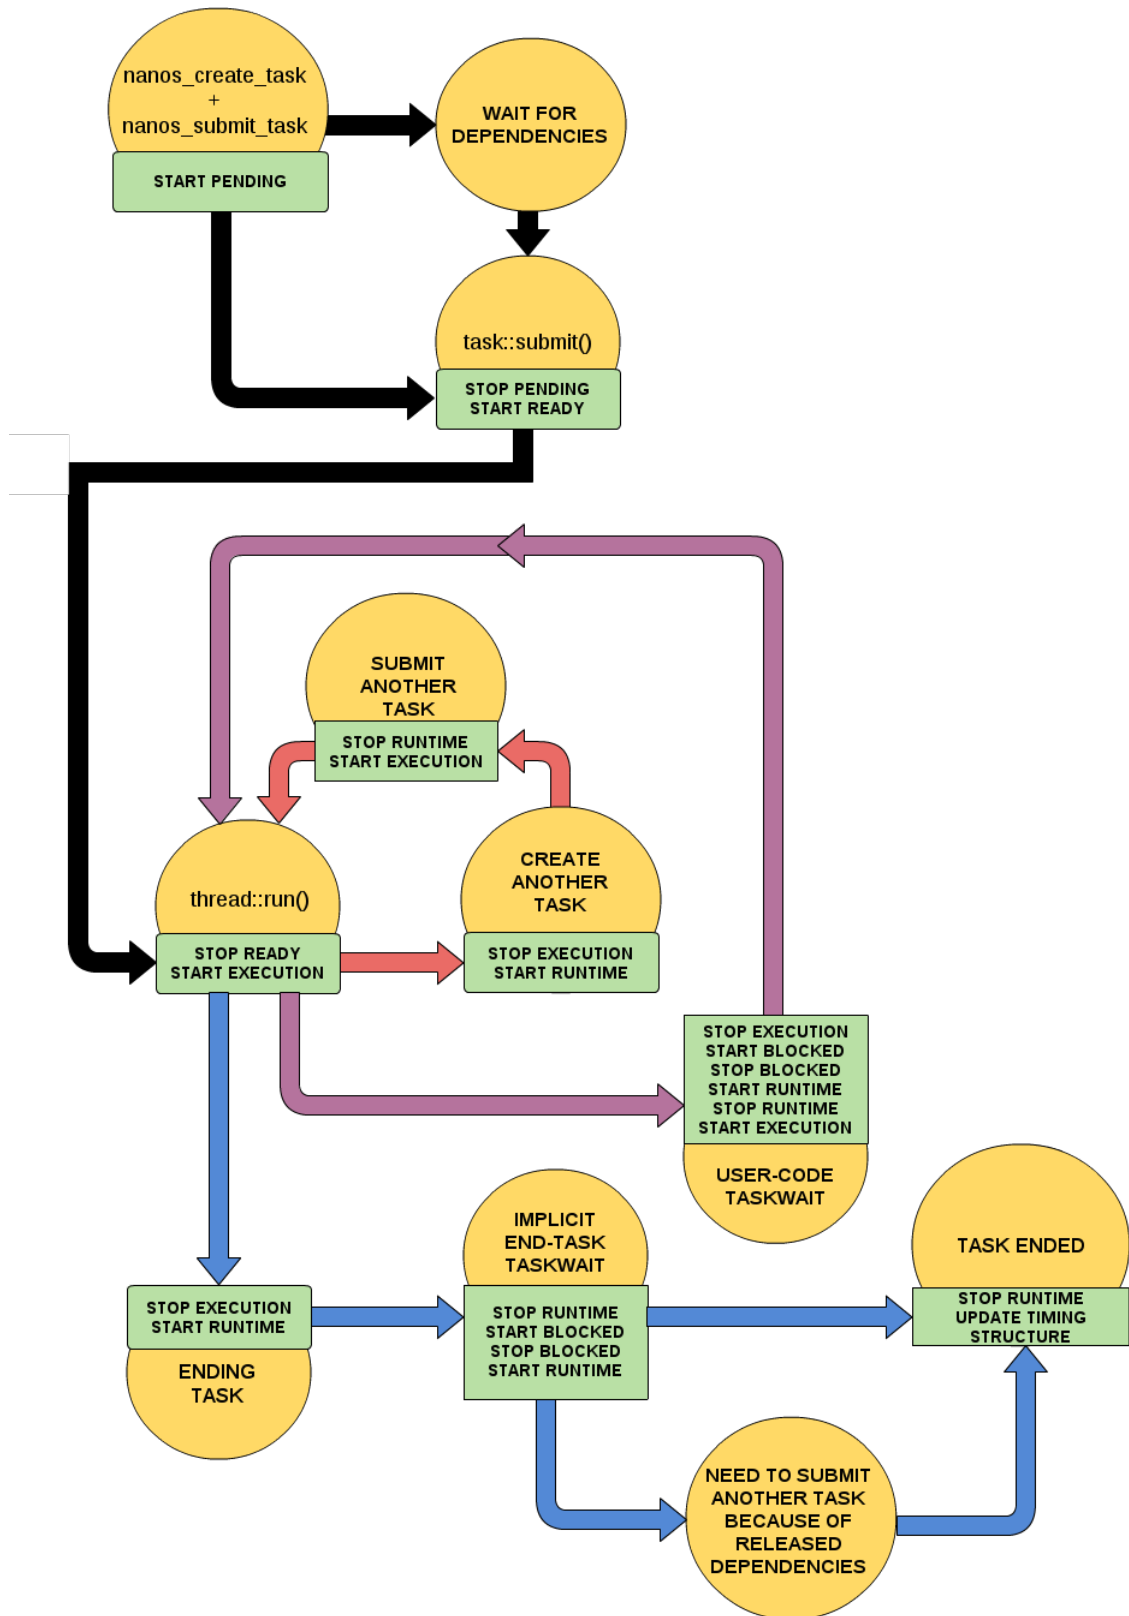 nanos_create_task
+
nanos_submit_task
START PENDING
WAIT FOR
DEPENDENCIES
task::submit()
STOP PENDING
START READY
SUBMIT
ANOTHER
TASK
STOP RUNTIME
START EXECUTION
thread::run()
STOP READY
START EXECUTION
CREATE
ANOTHER
TASK
STOP EXECUTION
START RUNTIME
STOP EXECUTION
START BLOCKED
STOP BLOCKED
START RUNTIME
STOP RUNTIME
START EXECUTION
USER-CODE
TASKWAIT
STOP EXECUTION
START RUNTIME
ENDING
TASK
IMPLICIT
END-TASK
TASKWAIT
STOP RUNTIME
START BLOCKED
STOP BLOCKED
START RUNTIME
TASK ENDED
STOP RUNTIME
UPDATE TIMING
STRUCTURE
NEED TO SUBMIT
ANOTHER TASK
BECAUSE OF
RELEASED
DEPENDENCIES